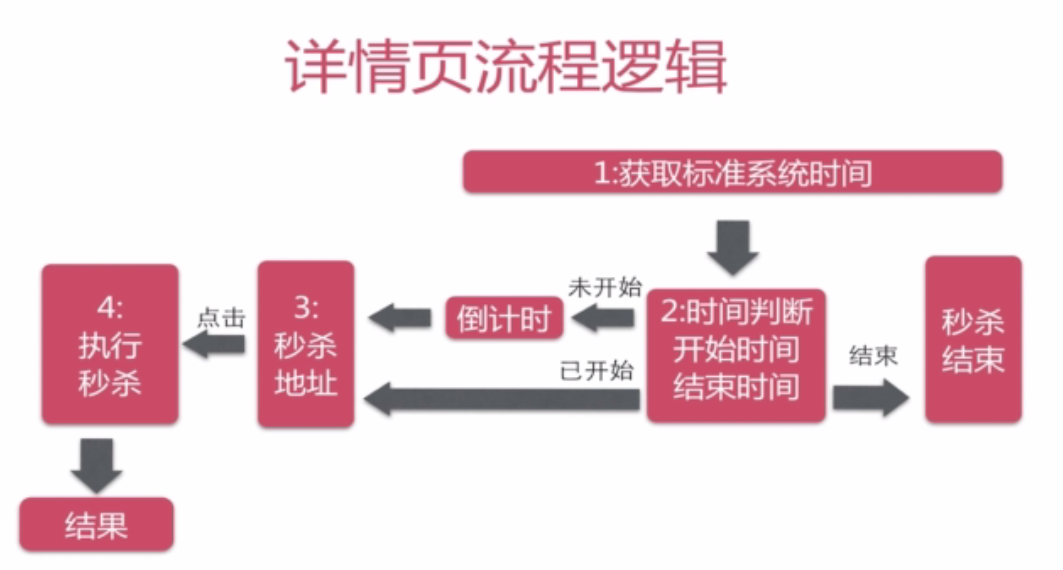 详情页流程逻辑
1:获取标准系统时间
2:时间判断
开始时间
结束时间
未开始
倒计时
已开始
结束
秒杀
结束
3:
秒杀
地址
点击
4:
执行
秒杀
结果